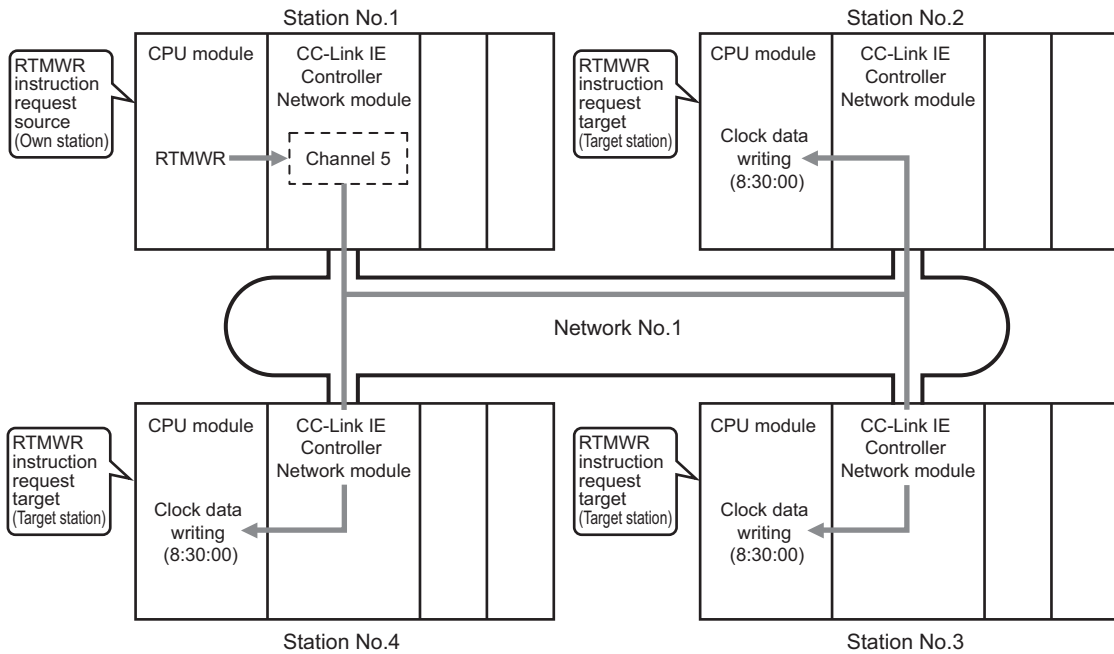 Station No.1
RTMWR
instruction
request
source
(Own station)
CPU module
CC-Link IE
Controller
Network module
RTMWR
Channel 5
Station No.2
RTMWR
instruction
request
target
(Target station)
CPU module
CC-Link IE
Controller
Network module
Clock data
writing
(8:30:00)
Network No.1
RTMWR
instruction
request
target
(Target station)
CPU module
CC-Link IE
Controller
Network module
Clock data
writing
(8:30:00)
Station No.4
RTMWR
instruction
request
target
(Target station)
CPU module
CC-Link IE
Controller
Network module
Clock data
writing
(8:30:00)
Station No.3